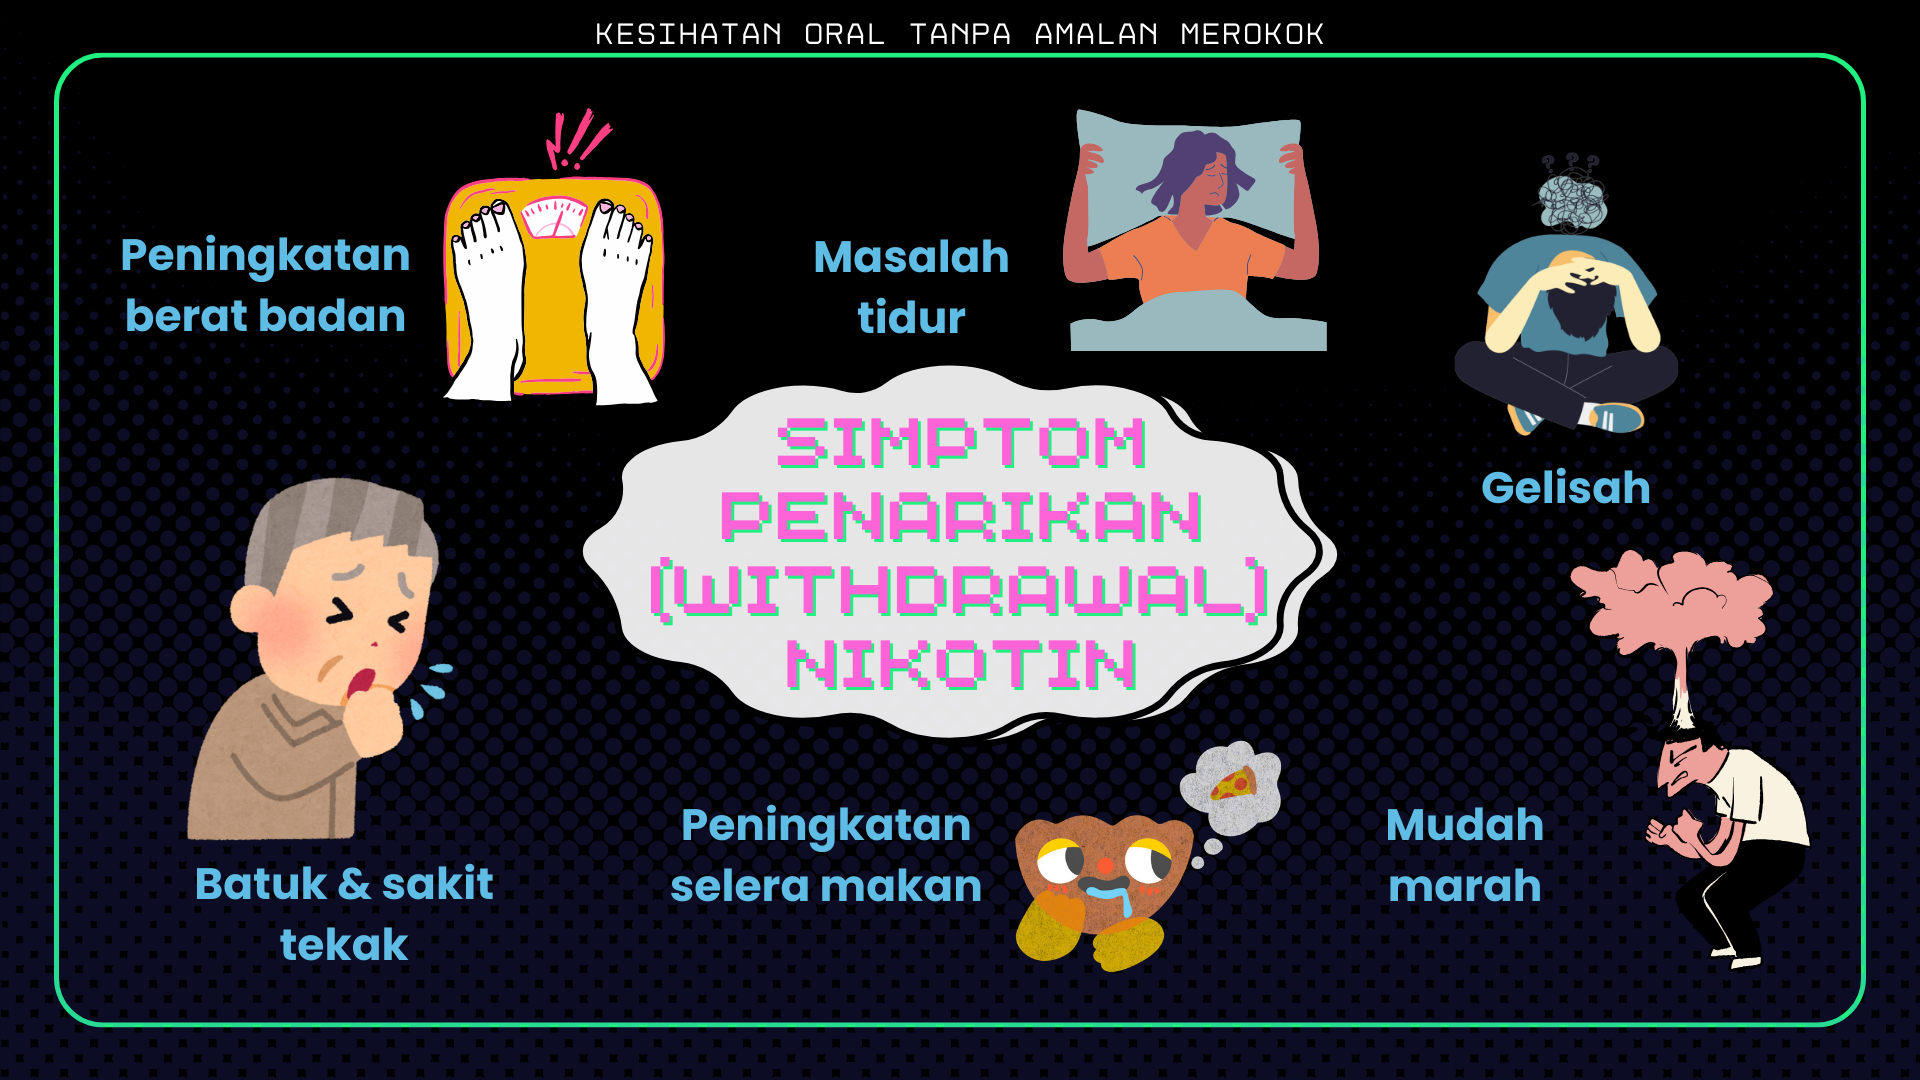 KESIHATAN ORAL TANPA AMALAN MEROKOK
Peningkatan
berat badan
Masalah
tidur
Gelisah
SIMPTOM
PENARIKAN
(WITHDRAWAL)
NIKOTIN
Batuk & sakit
tekak
Peningkatan
selera makan
Mudah
marah